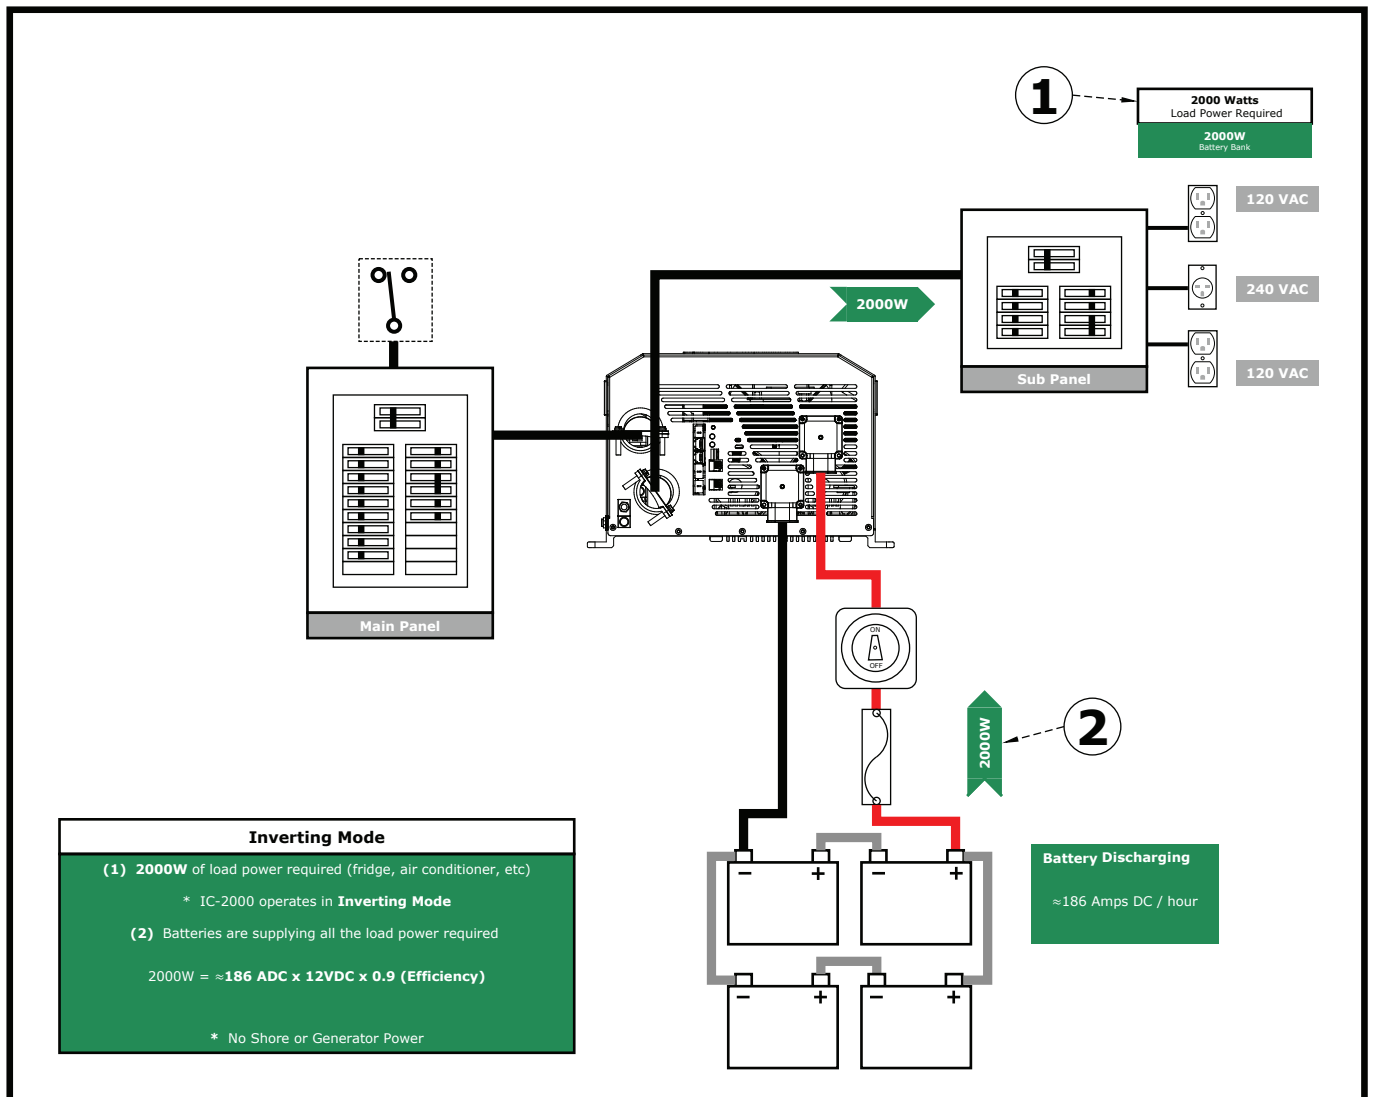 1
2000 Watts
Load Power Required
2000W
Battery Bank
120 VAC
240 VAC
120 VAC
2000W
Sub Panel
Main Panel
ON
OFF
2000W
2
Inverting Mode
(1) 2000W of load power required (fridge, air conditioner, etc)
* IC-2000 operates in Inverting Mode
(2) Batteries are supplying all the load power required
2000W = ≈186 ADC x 12VDC x 0.9 (Efficiency)
* No Shore or Generator Power
− + − +
− + − +
Battery Discharging
≈186 Amps DC / hour